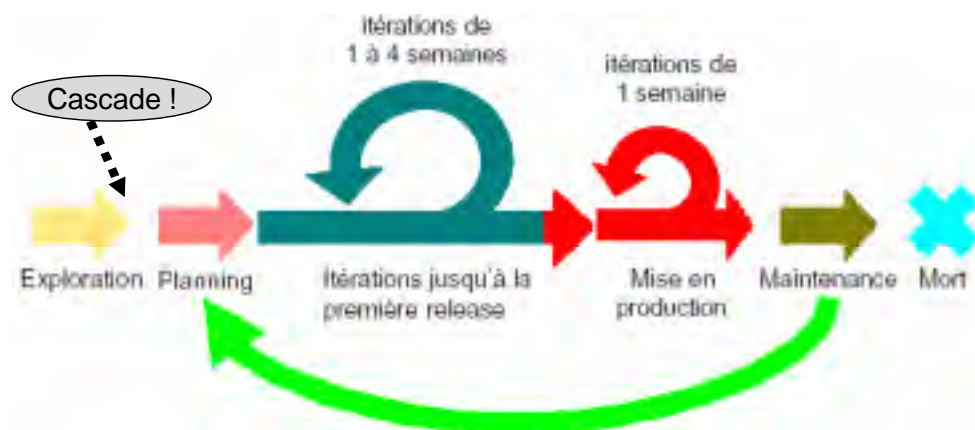 itérations de
1 à 4 semaines
itérations de
1 semaine
Cascade !
Exploration
Planning
Itérations jusqu'à la
première release
Mise en
production
Maintenance
Mort